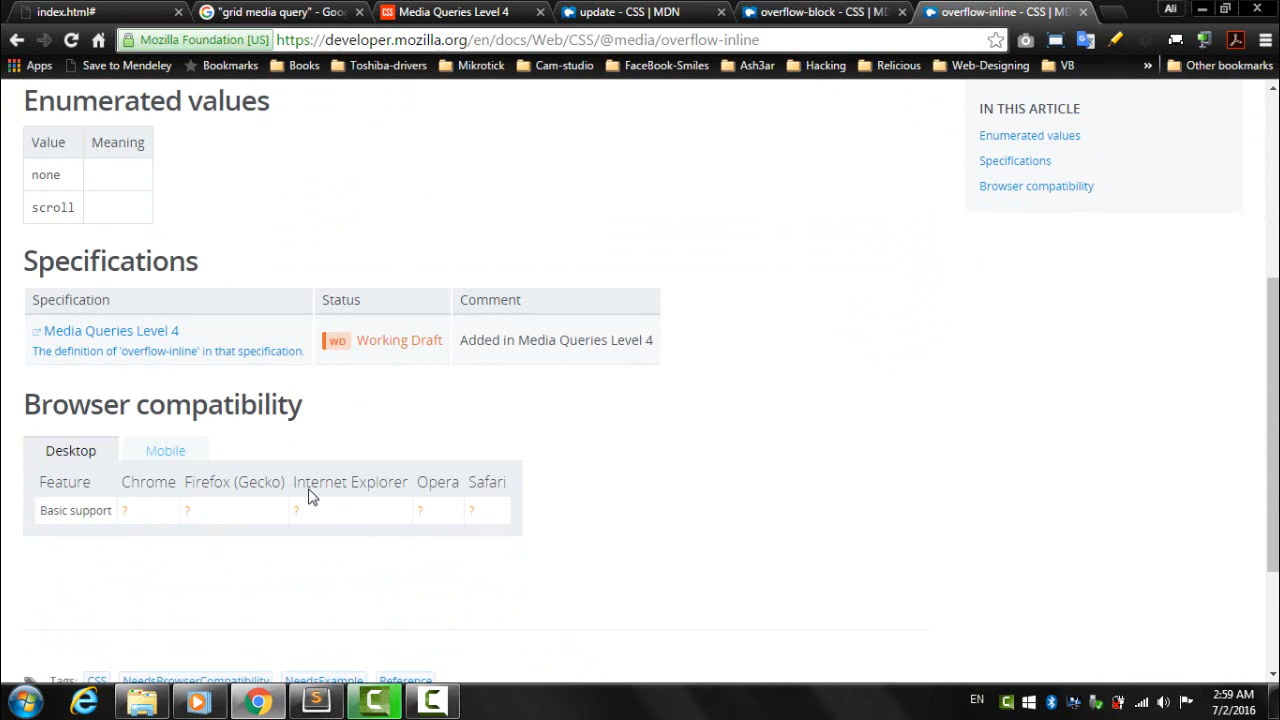 index.html#
"grid media query" - Goog
Media Queries Level 4
update - CSS | MDN
overflow-block - CSS | M
overflow-inline - CSS | MD
Ali
Mozilla Foundation [US]
https://developer.mozilla.org/en/docs/Web/CSS/@media/overflow-inline
Apps
Save to Mendeley
Bookmarks
Books
Toshiba-drivers
Mikrotick
Cam-studio
FaceBook-Smiles
Ash3ar
Hacking
Relicious
Web-Designing
VB
»
Other bookmarks
Enumerated values
Value Meaning
none
scroll
IN THIS ARTICLE
Enumerated values
Specifications
Browser compatibility
Specifications
Specification Status Comment
Media Queries Level 4
The definition of 'overflow-inline' in that specification.
WD Working Draft
Added in Media Queries Level 4
Browser compatibility
Desktop Mobile
Feature Chrome Firefox (Gecko) Internet Explorer Opera Safari
Basic support ? ? ? ? ?
Tags: CSS NeedsBrowserCompatibility NeedsExample Reference
EN
2:59 AM
7/2/2016